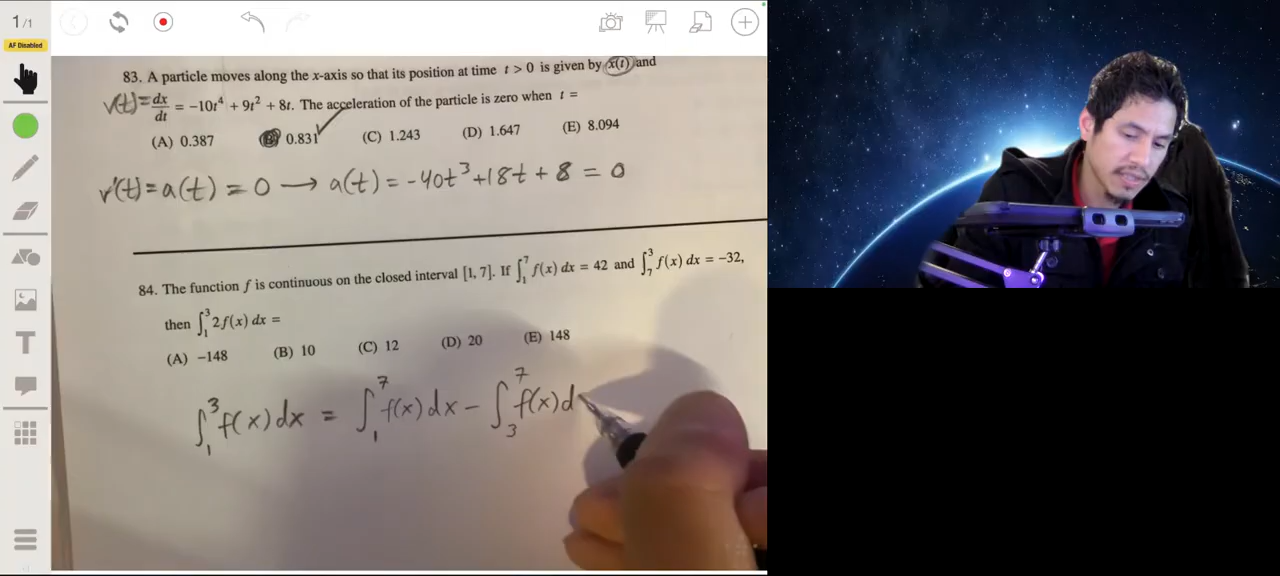 1/1
AF Disabled
83. A particle moves along the x-axis so that its position at time t > 0 is given by x(t) and
v(t) = dx/dt = −10t⁴ + 9t² + 8t. The acceleration of the particle is zero when t =
(A) 0.387 (B) 0.831 (C) 1.243 (D) 1.647 (E) 8.094
v'(t) = a(t) = 0 → a(t) = -40t³ + 18t + 8 = 0
84. The function f is continuous on the closed interval [1, 7]. If ∫₁⁷ f(x) dx = 42 and ∫₇³ f(x) dx = −32,
then ∫₁³ 2f(x) dx =
(A) −148 (B) 10 (C) 12 (D) 20 (E) 148
∫₁³ f(x) dx = ∫₁⁷ f(x) dx − ∫₃⁷ f(x) d
T